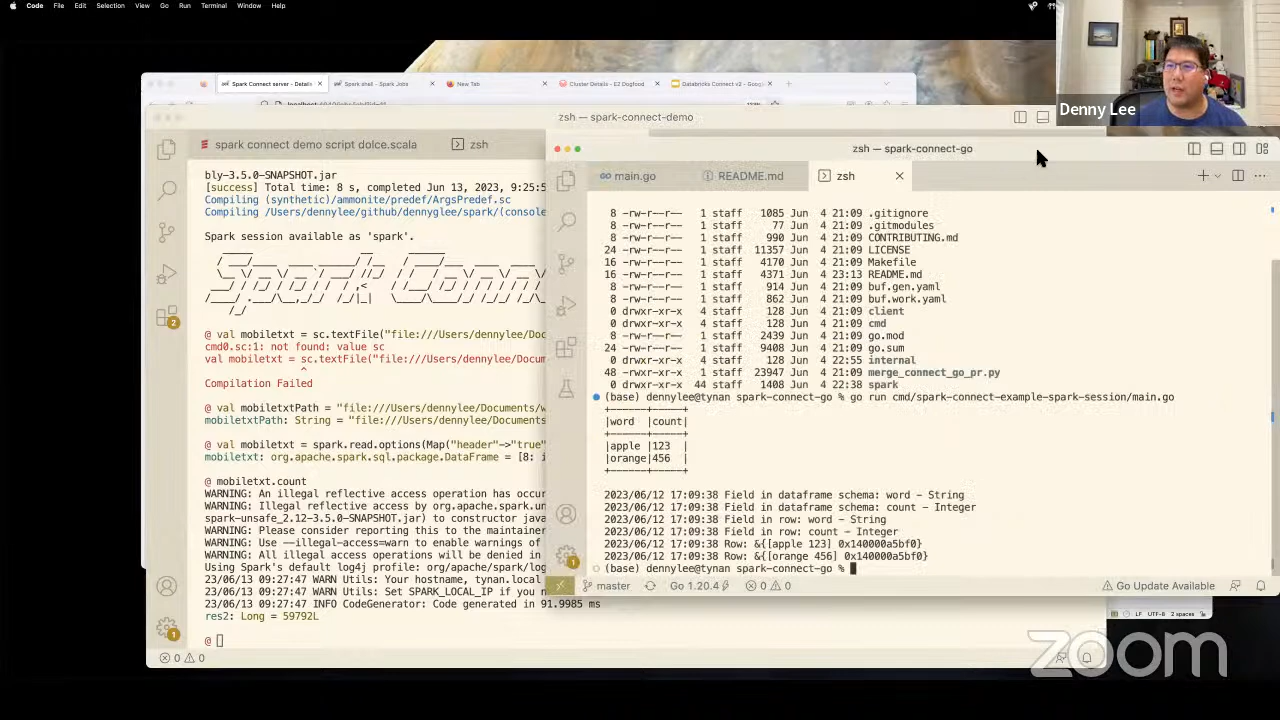 Code File Edit Selection View Go Run Terminal Window Help
Denny Lee
Spark Connect server - Details
Spark shell - Spark Jobs
New Tab
Cluster Details - E2 Dogfood
Databricks Connect v2 - Goog
zsh — spark-connect-demo
spark connect demo script dolce.scala
zsh
bly-3.5.0-SNAPSHOT.jar
[success] Total time: 8 s, completed Jun 13, 2023, 9:25:5
Compiling (synthetic)/ammonite/predef/ArgsPredef.sc
Compiling /Users/dennylee/github/dennyglee/spark/(consol
Spark session available as 'spark'.
@ val mobiletxt = sc.textFile("file:///Users/dennylee/Doc
cmd0.sc:1: not found: value sc
val mobiletxt = sc.textFile("file:///Users/dennylee/Docum
^
Compilation Failed
@ val mobiletxtPath = "file:///Users/dennylee/Documents/w
mobiletxtPath: String = "file:///Users/dennylee/Documents
@ val mobiletxt = spark.read.options(Map("header"->"true"
mobiletxt: org.apache.spark.sql.package.DataFrame = [8: i
@ mobiletxt.count
WARNING: An illegal reflective access operation has occur
WARNING: Illegal reflective access by org.apache.spark.un
spark-unsafe_2.12-3.5.0-SNAPSHOT.jar) to constructor java
WARNING: Please consider reporting this to the maintainer
WARNING: Use --illegal-access=warn to enable warnings of
WARNING: All illegal access operations will be denied in
Using Spark's default log4j profile: org/apache/spark/log
23/06/13 09:27:47 WARN Utils: Your hostname, tynan.local
23/06/13 09:27:47 WARN Utils: Set SPARK_LOCAL_IP if you n
23/06/13 09:27:47 INFO CodeGenerator: Code generated in 91.9985 ms
res2: Long = 59792L
@
2
1
0 0
zsh — spark-connect-go
main.go
README.md
zsh
8 -rw-r--r-- 1 staff 1085 Jun 4 21:09 .gitignore
8 -rw-r--r-- 1 staff 77 Jun 4 21:09 .gitmodules
8 -rw-r--r-- 1 staff 990 Jun 4 21:09 CONTRIBUTING.md
24 -rw-r--r-- 1 staff 11357 Jun 4 21:09 LICENSE
16 -rw-r--r-- 1 staff 4170 Jun 4 21:09 Makefile
16 -rw-r--r-- 1 staff 4371 Jun 4 23:13 README.md
8 -rw-r--r-- 1 staff 914 Jun 4 21:09 buf.gen.yaml
8 -rw-r--r-- 1 staff 862 Jun 4 21:09 buf.work.yaml
0 drwxr-xr-x 4 staff 128 Jun 4 21:09 client
0 drwxr-xr-x 4 staff 128 Jun 4 21:09 cmd
8 -rw-r--r-- 1 staff 2439 Jun 4 21:09 go.mod
24 -rw-r--r-- 1 staff 9408 Jun 4 21:09 go.sum
0 drwxr-xr-x 4 staff 128 Jun 4 22:55 internal
48 -rwxr-xr-x 1 staff 23947 Jun 4 21:09 merge_connect_go_pr.py
0 drwxr-xr-x 44 staff 1408 Jun 4 22:38 spark
(base) dennylee@tynan spark-connect-go % go run cmd/spark-connect-example-spark-session/main.go
+------+-----+
|word |count|
+------+-----+
|apple |123 |
|orange|456 |
+------+-----+
2023/06/12 17:09:38 Field in dataframe schema: word - String
2023/06/12 17:09:38 Field in dataframe schema: count - Integer
2023/06/12 17:09:38 Field in row: word - String
2023/06/12 17:09:38 Field in row: count - Integer
2023/06/12 17:09:38 Row: &{[apple 123] 0x140000a5bf0}
2023/06/12 17:09:38 Row: &{[orange 456] 0x140000a5bf0}
(base) dennylee@tynan spark-connect-go %
1
master Go 1.20.4 0 0 Go Update Available
LF UTF-8 2 spaces
zoom